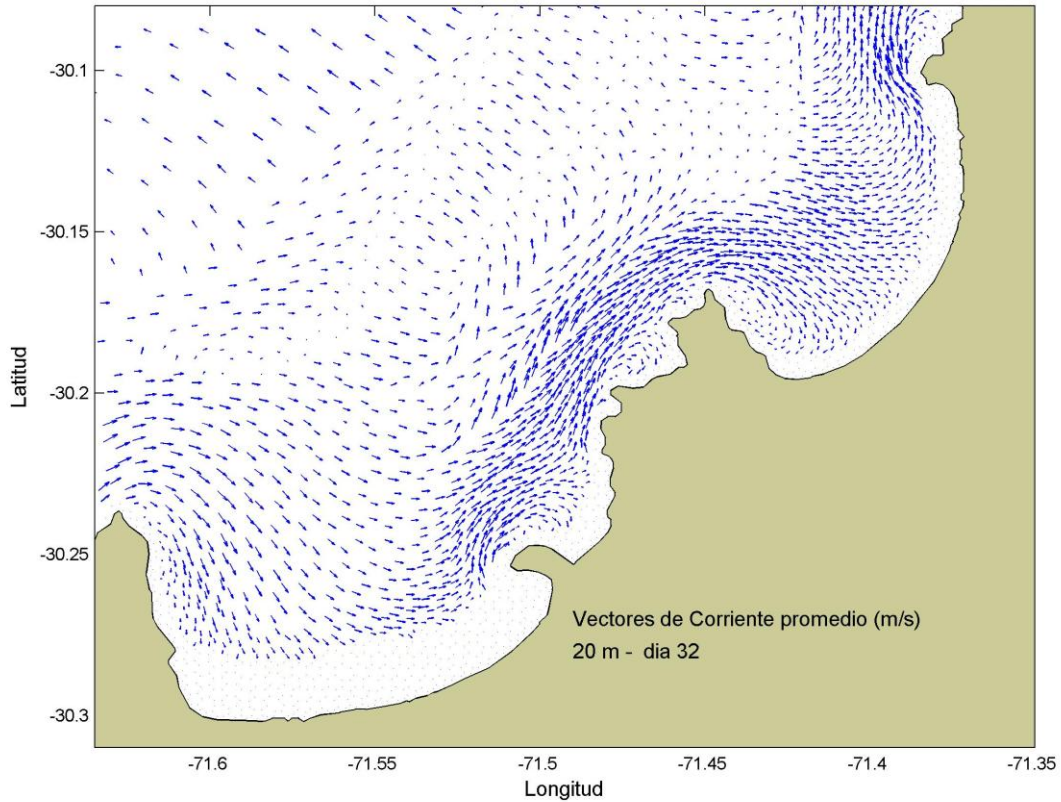 -30.1
-30.15
-30.2
-30.25
-30.3
Latitud
Vectores de Corriente promedio (m/s)
20 m - dia 32
-71.6
-71.55
-71.5
-71.45
-71.4
-71.35
Longitud